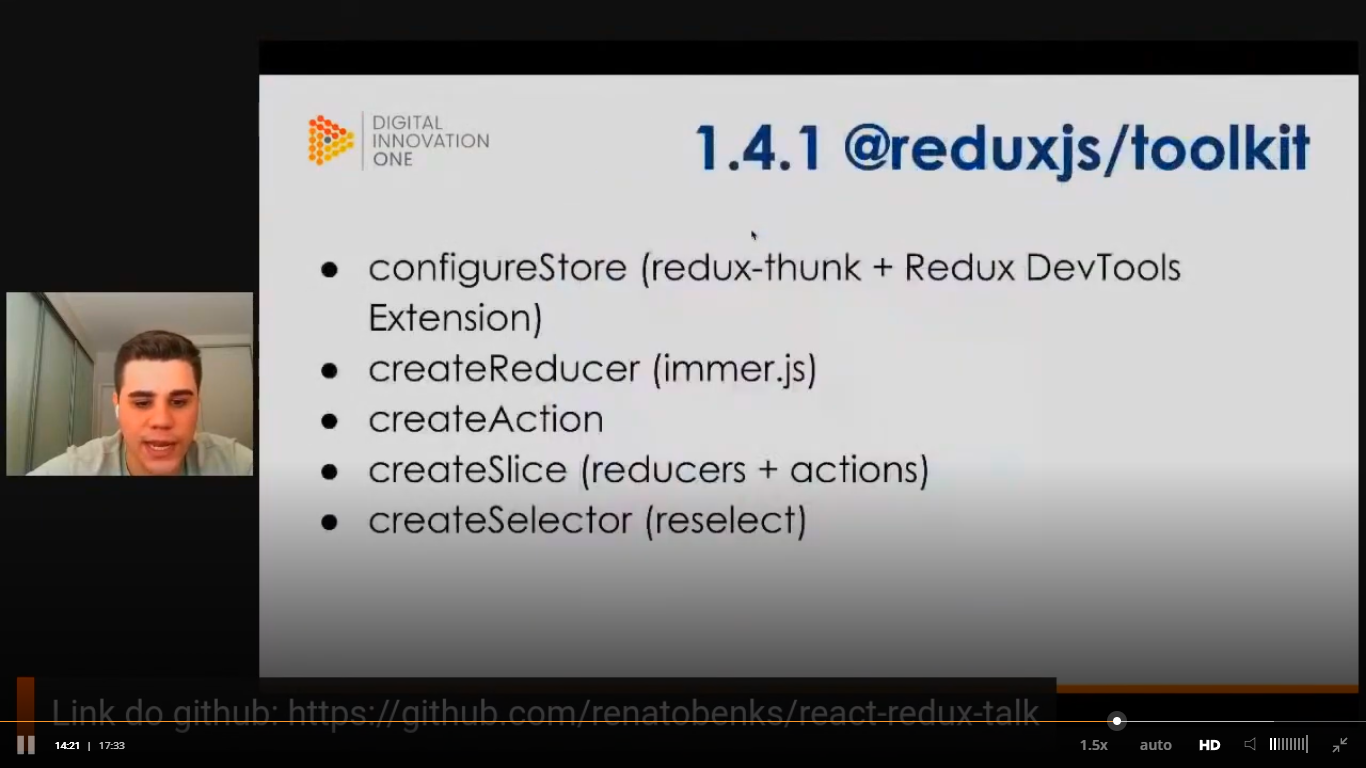 DIGITAL
INNOVATION
ONE
1.4.1 @reduxjs/toolkit
● configureStore (redux-thunk + Redux DevTools
Extension)
● createReducer (immer.js)
● createAction
● createSlice (reducers + actions)
● createSelector (reselect)
Link do github: https://github.com/renatobenks/react-redux-talk
14:21 | 17:33
1.5x auto HD